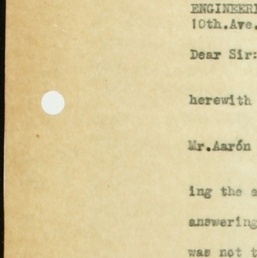 ENGINEERI
10th.Ave.
Dear Sir:
herewith
Mr.Aarón
ing the
answering
was not t